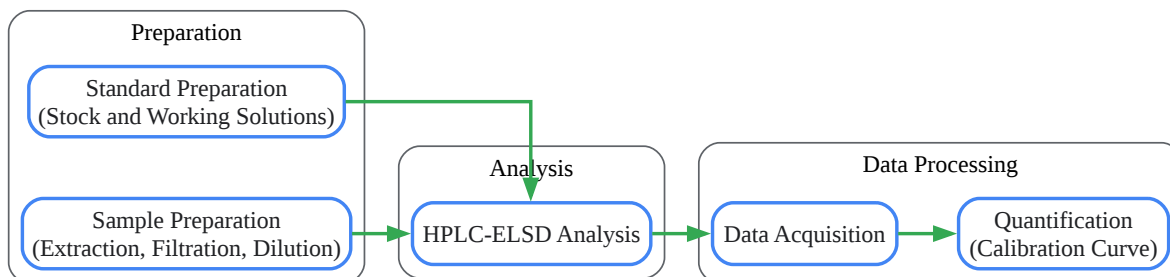 Preparation
Standard Preparation
(Stock and Working Solutions)
Sample Preparation
(Extraction, Filtration, Dilution)
Analysis
HPLC-ELSD Analysis
Data Processing
Data Acquisition
Quantification
(Calibration Curve)